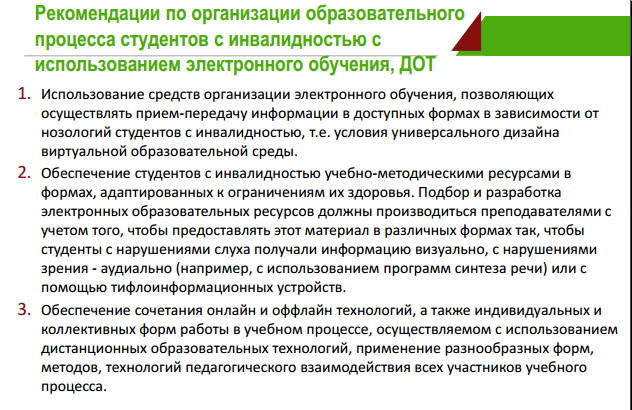 Рекомендации по организации образовательного
процесса студентов с инвалидностью с
использованием электронного обучения, ДОТ
1. Использование средств организации электронного обучения, позволяющих
осуществлять прием-передачу информации в доступных формах в зависимости от
нозологий студентов с инвалидностью, т.е. условия универсального дизайна
виртуальной образовательной среды.
2. Обеспечение студентов с инвалидностью учебно-методическими ресурсами в
формах, адаптированных к ограничениям их здоровья. Подбор и разработка
электронных образовательных ресурсов должны производиться преподавателями с
учетом того, чтобы предоставлять этот материал в различных формах так, чтобы
студенты с нарушениями слуха получали информацию визуально, с нарушениями
зрения - аудиально (например, с использованием программ синтеза речи) или с
помощью тифлоинформационных устройств.
3. Обеспечение сочетания онлайн и оффлайн технологий, а также индивидуальных и
коллективных форм работы в учебном процессе, осуществляемом с использованием
дистанционных образовательных технологий, применение разнообразных форм,
методов, технологий педагогического взаимодействия всех участников учебного
процесса.